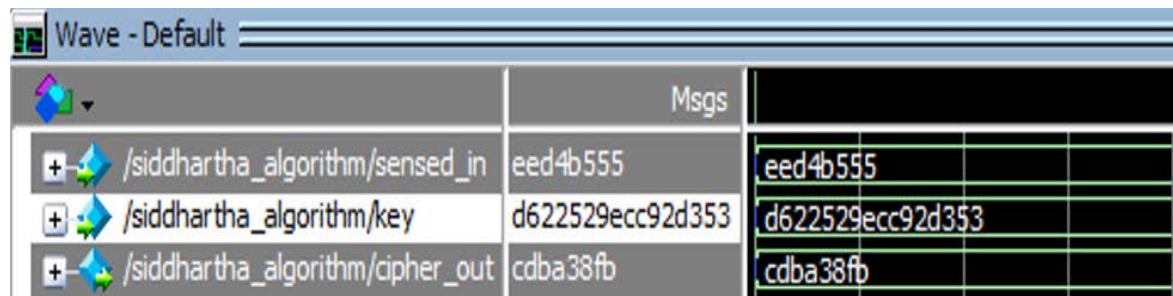 Wave - Default
Msgs
/siddhartha_algorithm/sensed_in eed4b555 eed4b555
/siddhartha_algorithm/key d622529ecc92d353 d622529ecc92d353
/siddhartha_algorithm/cipher_out cdba38fb cdba38fb